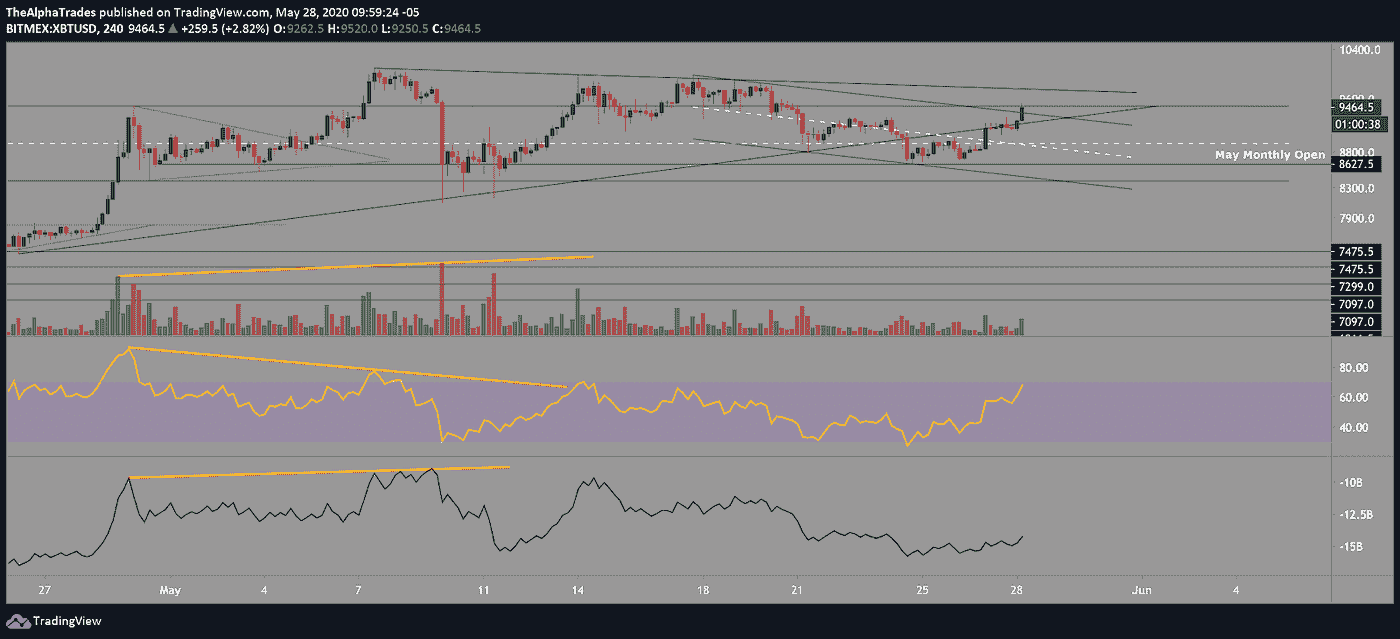 TheAlphaTrades published on TradingView.com, May 28, 2020 09:59:24 -05
BITMEX:XBTUSD, 240 9464.5 ▲ +259.5 (+2.82%) O:9262.5 H:9520.0 L:9250.5 C:9464.5
10400.0
9464.5
01:00:38
8800.0
May Monthly Open
8627.5
8300.0
7900.0
7475.5
7475.5
7299.0
7097.0
7097.0
80.00
60.00
40.00
-10B
-12.5B
-15B
27 May 4 7 11 14 18 21 25 28 Jun 4
TradingView